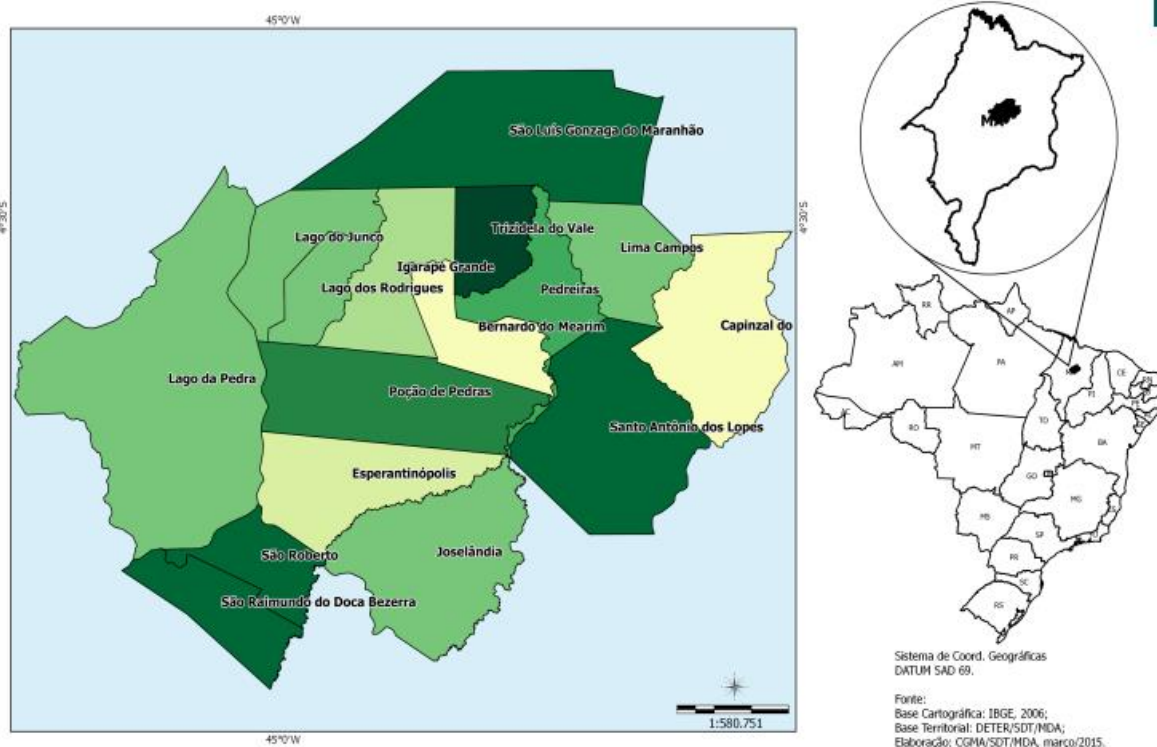 45°0'W
4°30'S
4°30'S
São Luís Gonzaga do Maranhão
Trizidela do Vale
Lago do Junco
Lima Campos
Igarapé Grande
Lago dos Rodrigues
Pedreiras
Bernardo do Mearim
Capinzal do
Lago da Pedra
Poção de Pedras
Santo Antônio dos Lopes
Esperantinópolis
São Roberto
Joselândia
São Raimundo do Doca Bezerra
1:580.751
45°0'W
RR
AP
AM
PA
CE
PI
AC
RO
TO
BA
MT
GO
MG
MS
SP
PR
SC
RS
Sistema de Coord. Geográficas
DATUM SAD 69.
Fonte:
Base Cartográfica: IBGE, 2006;
Base Territorial: DETER/SDT/MDA;
Elaboração: CGMA/SDT/MDA, março/2015.